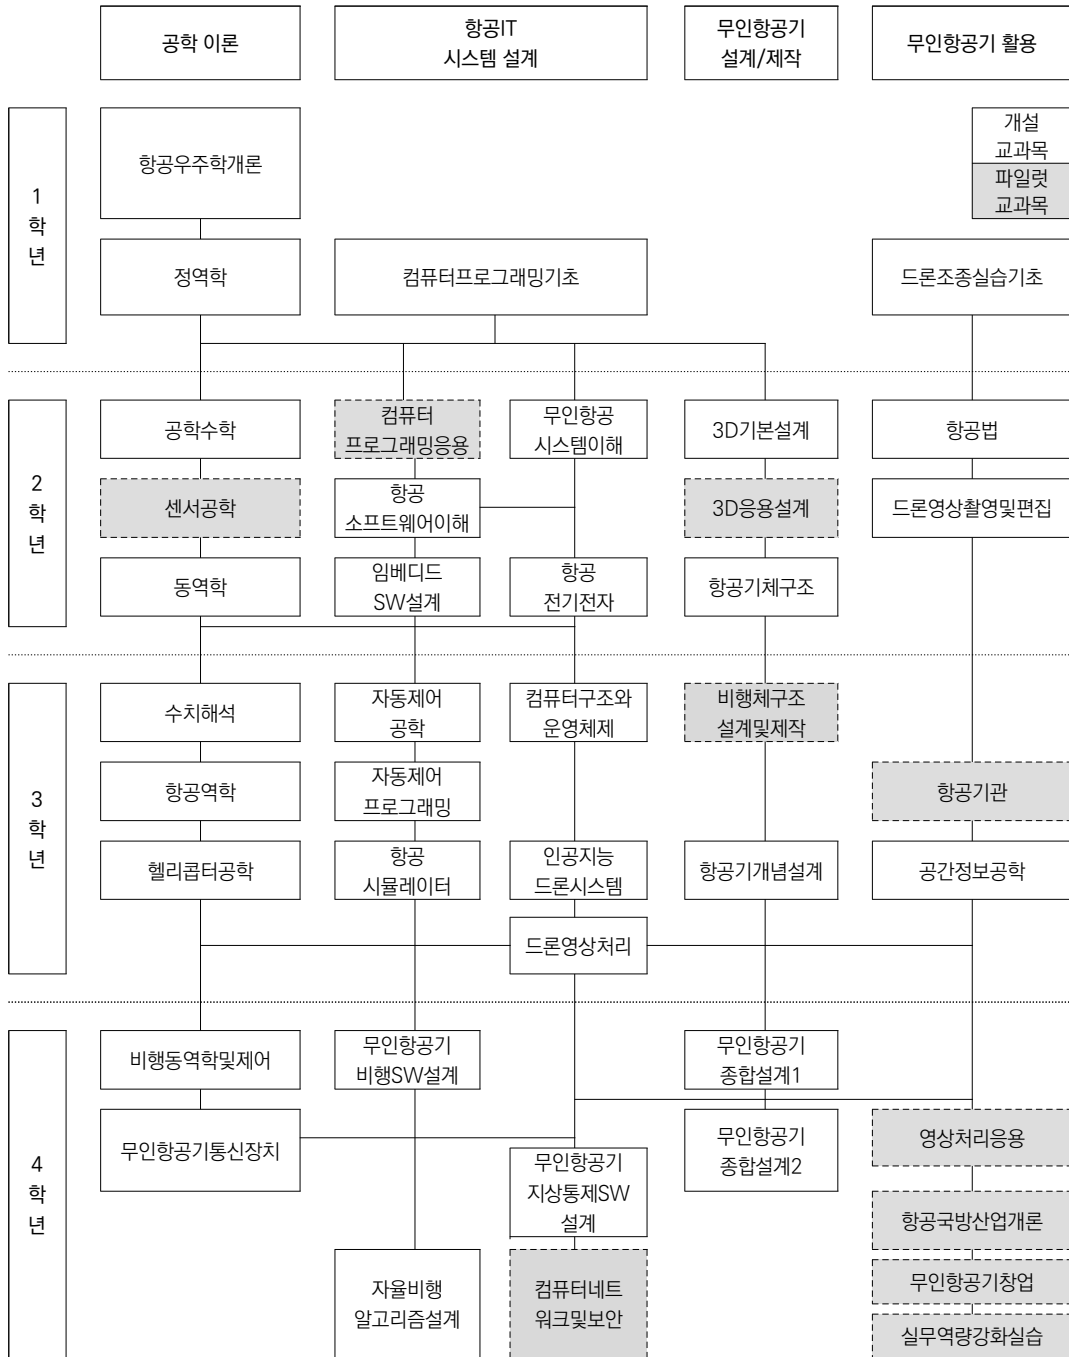 공학 이론
항공IT
시스템 설계
무인항공기
설계/제작
무인항공기 활용
1
학
년
항공우주학개론
개설
교과목
파일럿
교과목
정역학
컴퓨터프로그래밍기초
드론조종실습기초
2
학
년
공학수학
컴퓨터
프로그래밍응용
무인항공
시스템이해
3D기본설계
항공법
센서공학
항공
소프트웨어이해
3D응용설계
드론영상촬영및편집
동역학
임베디드
SW설계
항공
전기전자
항공기체구조
3
학
년
수치해석
자동제어
공학
컴퓨터구조와
운영체제
비행체구조
설계및제작
항공역학
자동제어
프로그래밍
항공기관
헬리콥터공학
항공
시뮬레이터
인공지능
드론시스템
항공기개념설계
공간정보공학
드론영상처리
4
학
년
비행동역학및제어
무인항공기
비행SW설계
무인항공기
종합설계1
무인항공기통신장치
무인항공기
지상통제SW
설계
무인항공기
종합설계2
영상처리응용
항공국방산업개론
자율비행
알고리즘설계
컴퓨터네트
워크및보안
무인항공기창업
실무역량강화실습